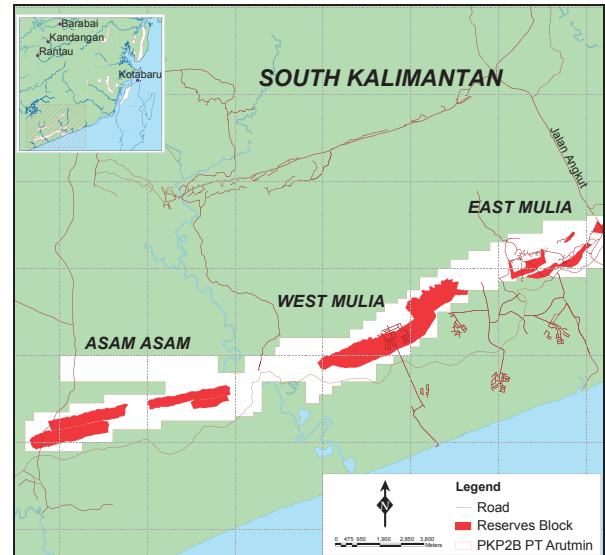 Barabai
Kandangan
Rantau
Kotabaru
SOUTH KALIMANTAN
Jalan Angkut
EAST MULIA
WEST MULIA
ASAM ASAM
Legend
Road
Reserves Block
PKP2B PT Arutmin
N
0 475 950 1,900 2,850 3,800
Meters